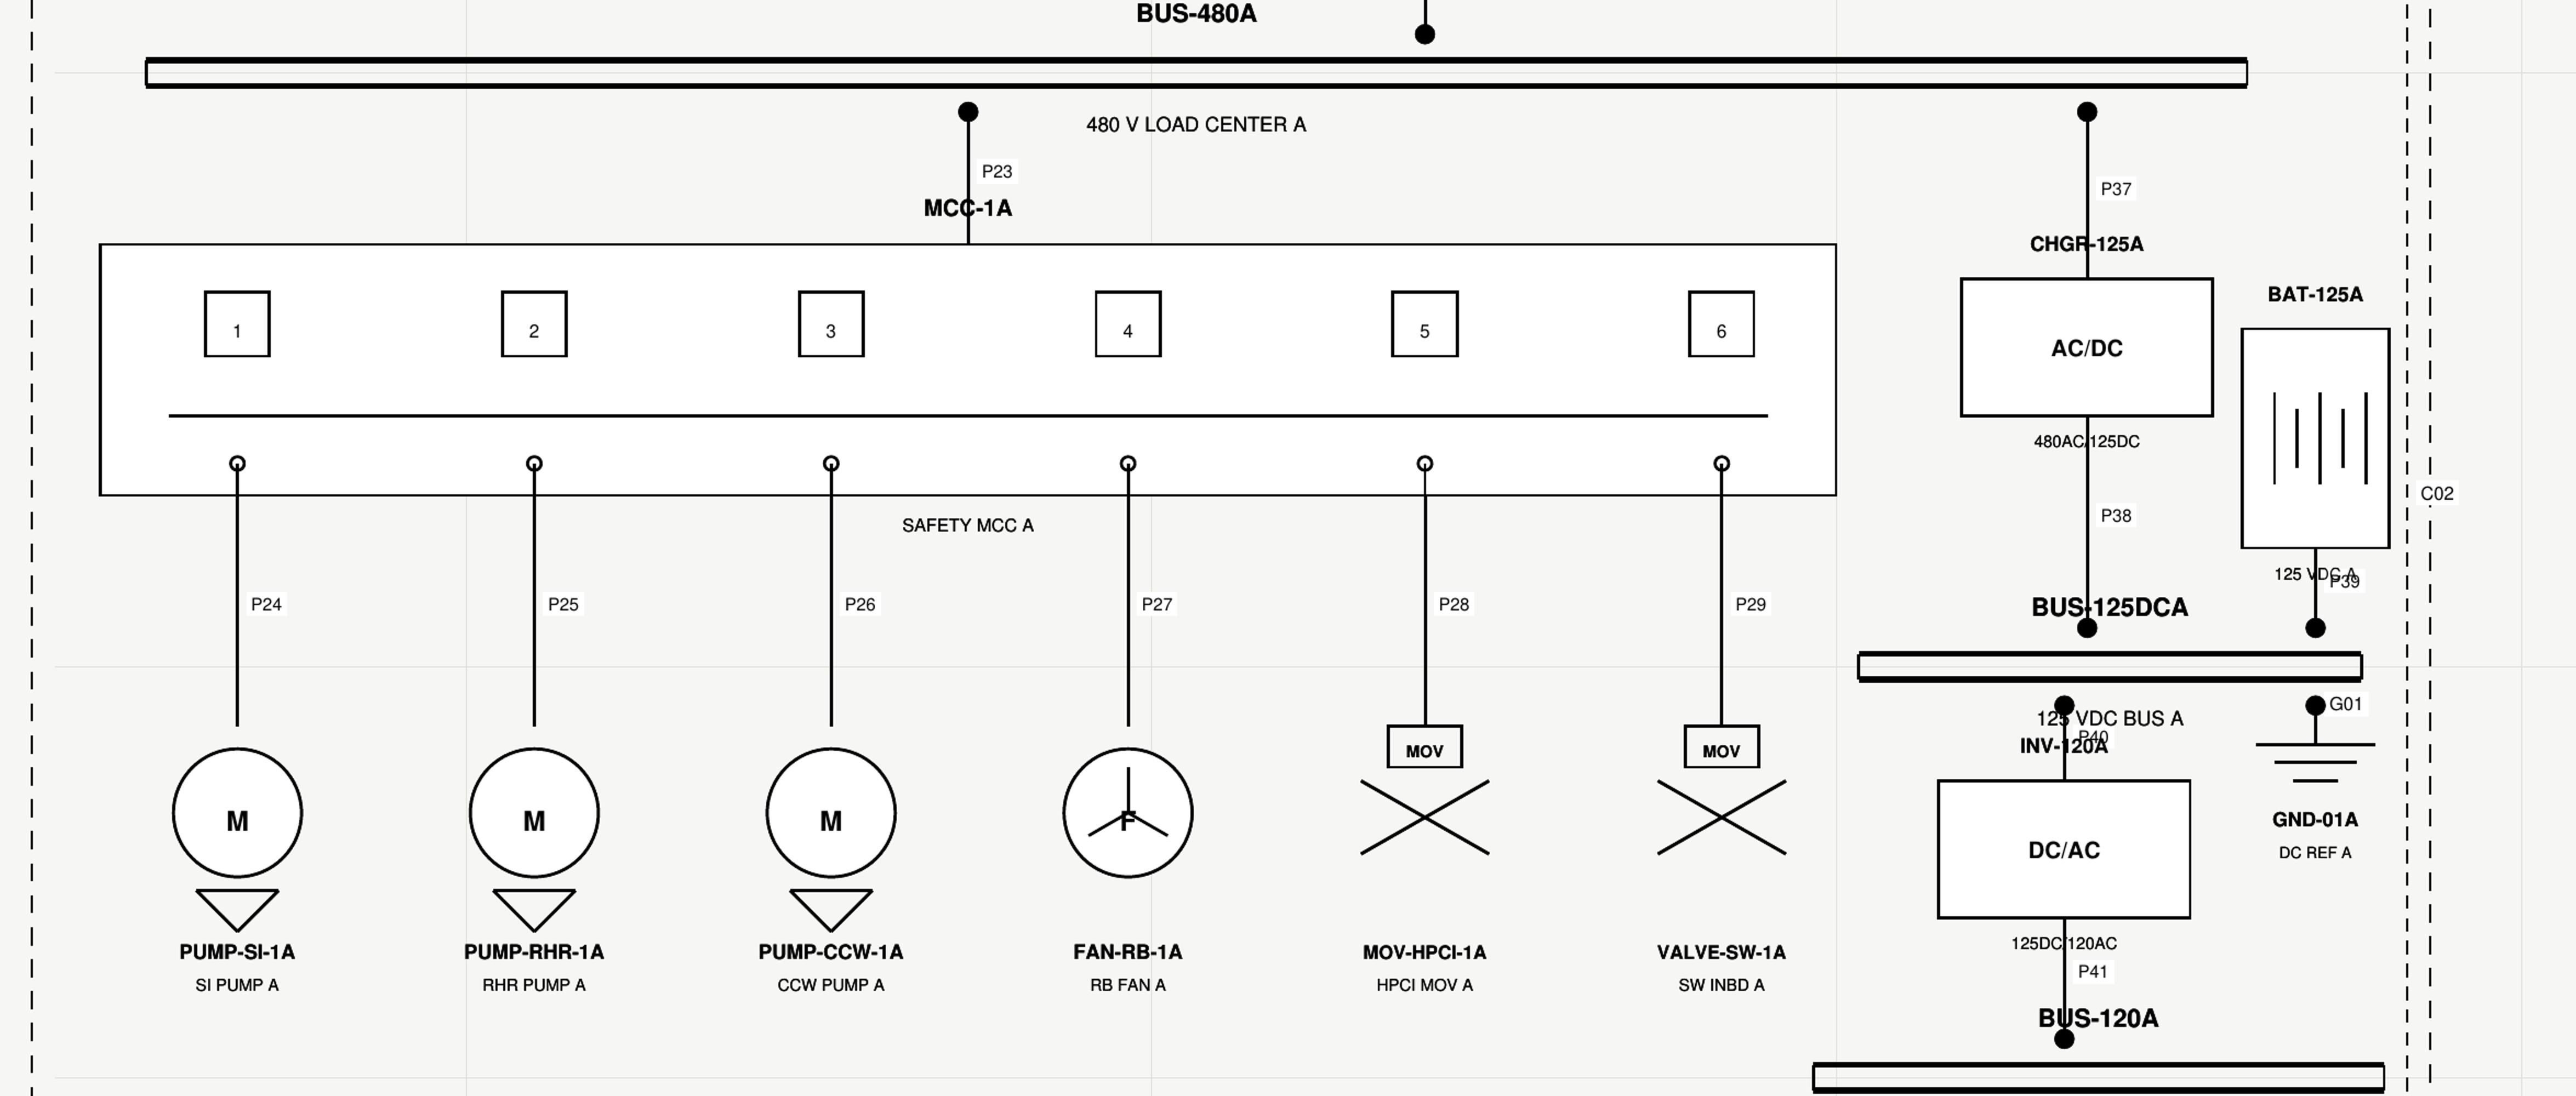 BUS-480A
480 V LOAD CENTER A
P23
P37
MCC-1A
CHGR-125A
BAT-125A
1
2
3
4
5
6
AC/DC
480AC/125DC
C02
SAFETY MCC A
P38
125 VDC A
P39
P24
P25
P26
P27
P28
P29
BUS-125DCA
G01
125 VDC BUS A
P40
INV-120A
MOV
MOV
M
M
M
F
GND-01A
DC/AC
DC REF A
125DC/120AC
PUMP-SI-1A
PUMP-RHR-1A
PUMP-CCW-1A
FAN-RB-1A
MOV-HPCI-1A
VALVE-SW-1A
P41
SI PUMP A
RHR PUMP A
CCW PUMP A
RB FAN A
HPCI MOV A
SW INBD A
BUS-120A